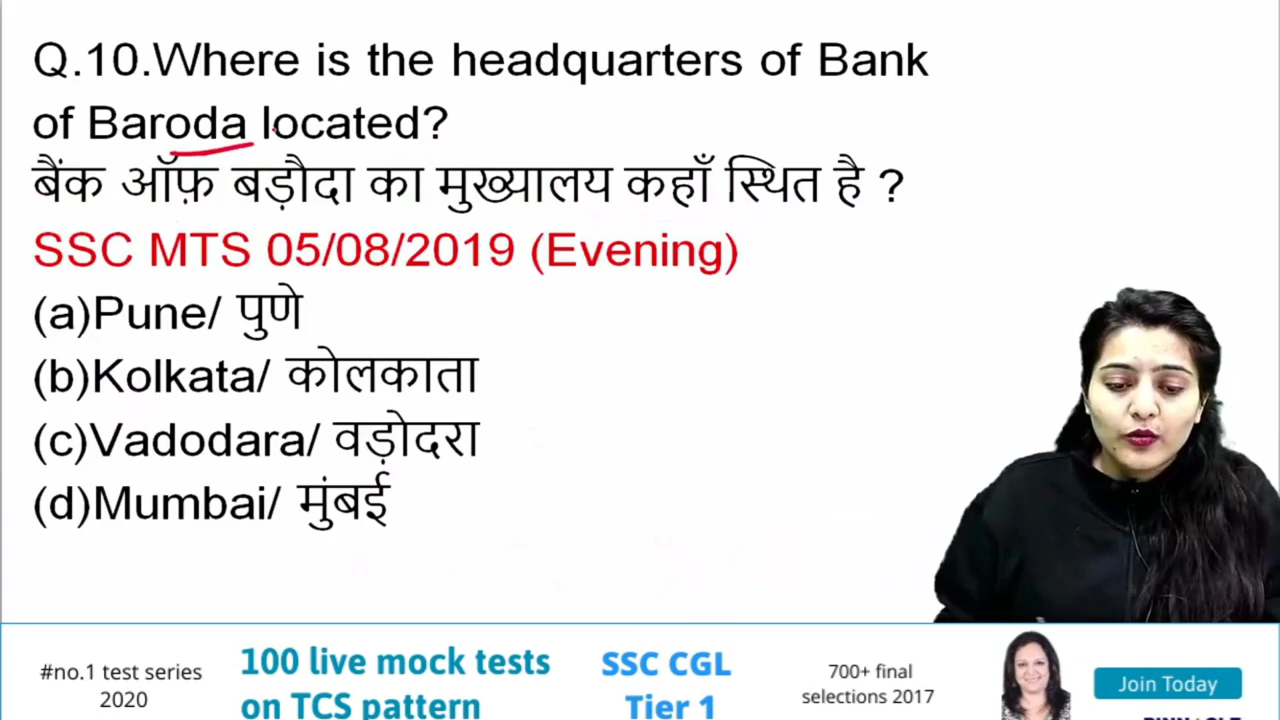 Q.10.Where is the headquarters of Bank
of Baroda located?
बैंक ऑफ़ बड़ौदा का मुख्यालय कहाँ स्थित है ?
SSC MTS 05/08/2019 (Evening)
(a)Pune/ पुणे
(b)Kolkata/ कोलकाता
(c)Vadodara/ वड़ोदरा
(d)Mumbai/ मुंबई
#no.1 test series
2020
100 live mock tests
on TCS pattern
SSC CGL
Tier 1
700+ final
selections 2017
Join Today